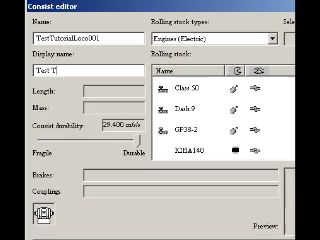 Consist editor
Name:
TestTutorialLoco001
Display name:
Test T
Length:
Mass:
Consist durability:
29.400 m/s/s
Fragile
Durable
Brakes:
Couplings
Rolling stock types:
Engines (Electric)
Rolling stock:
Name
Class 50
Dash 9
GP38-2
KIHA140
Sele
Preview: